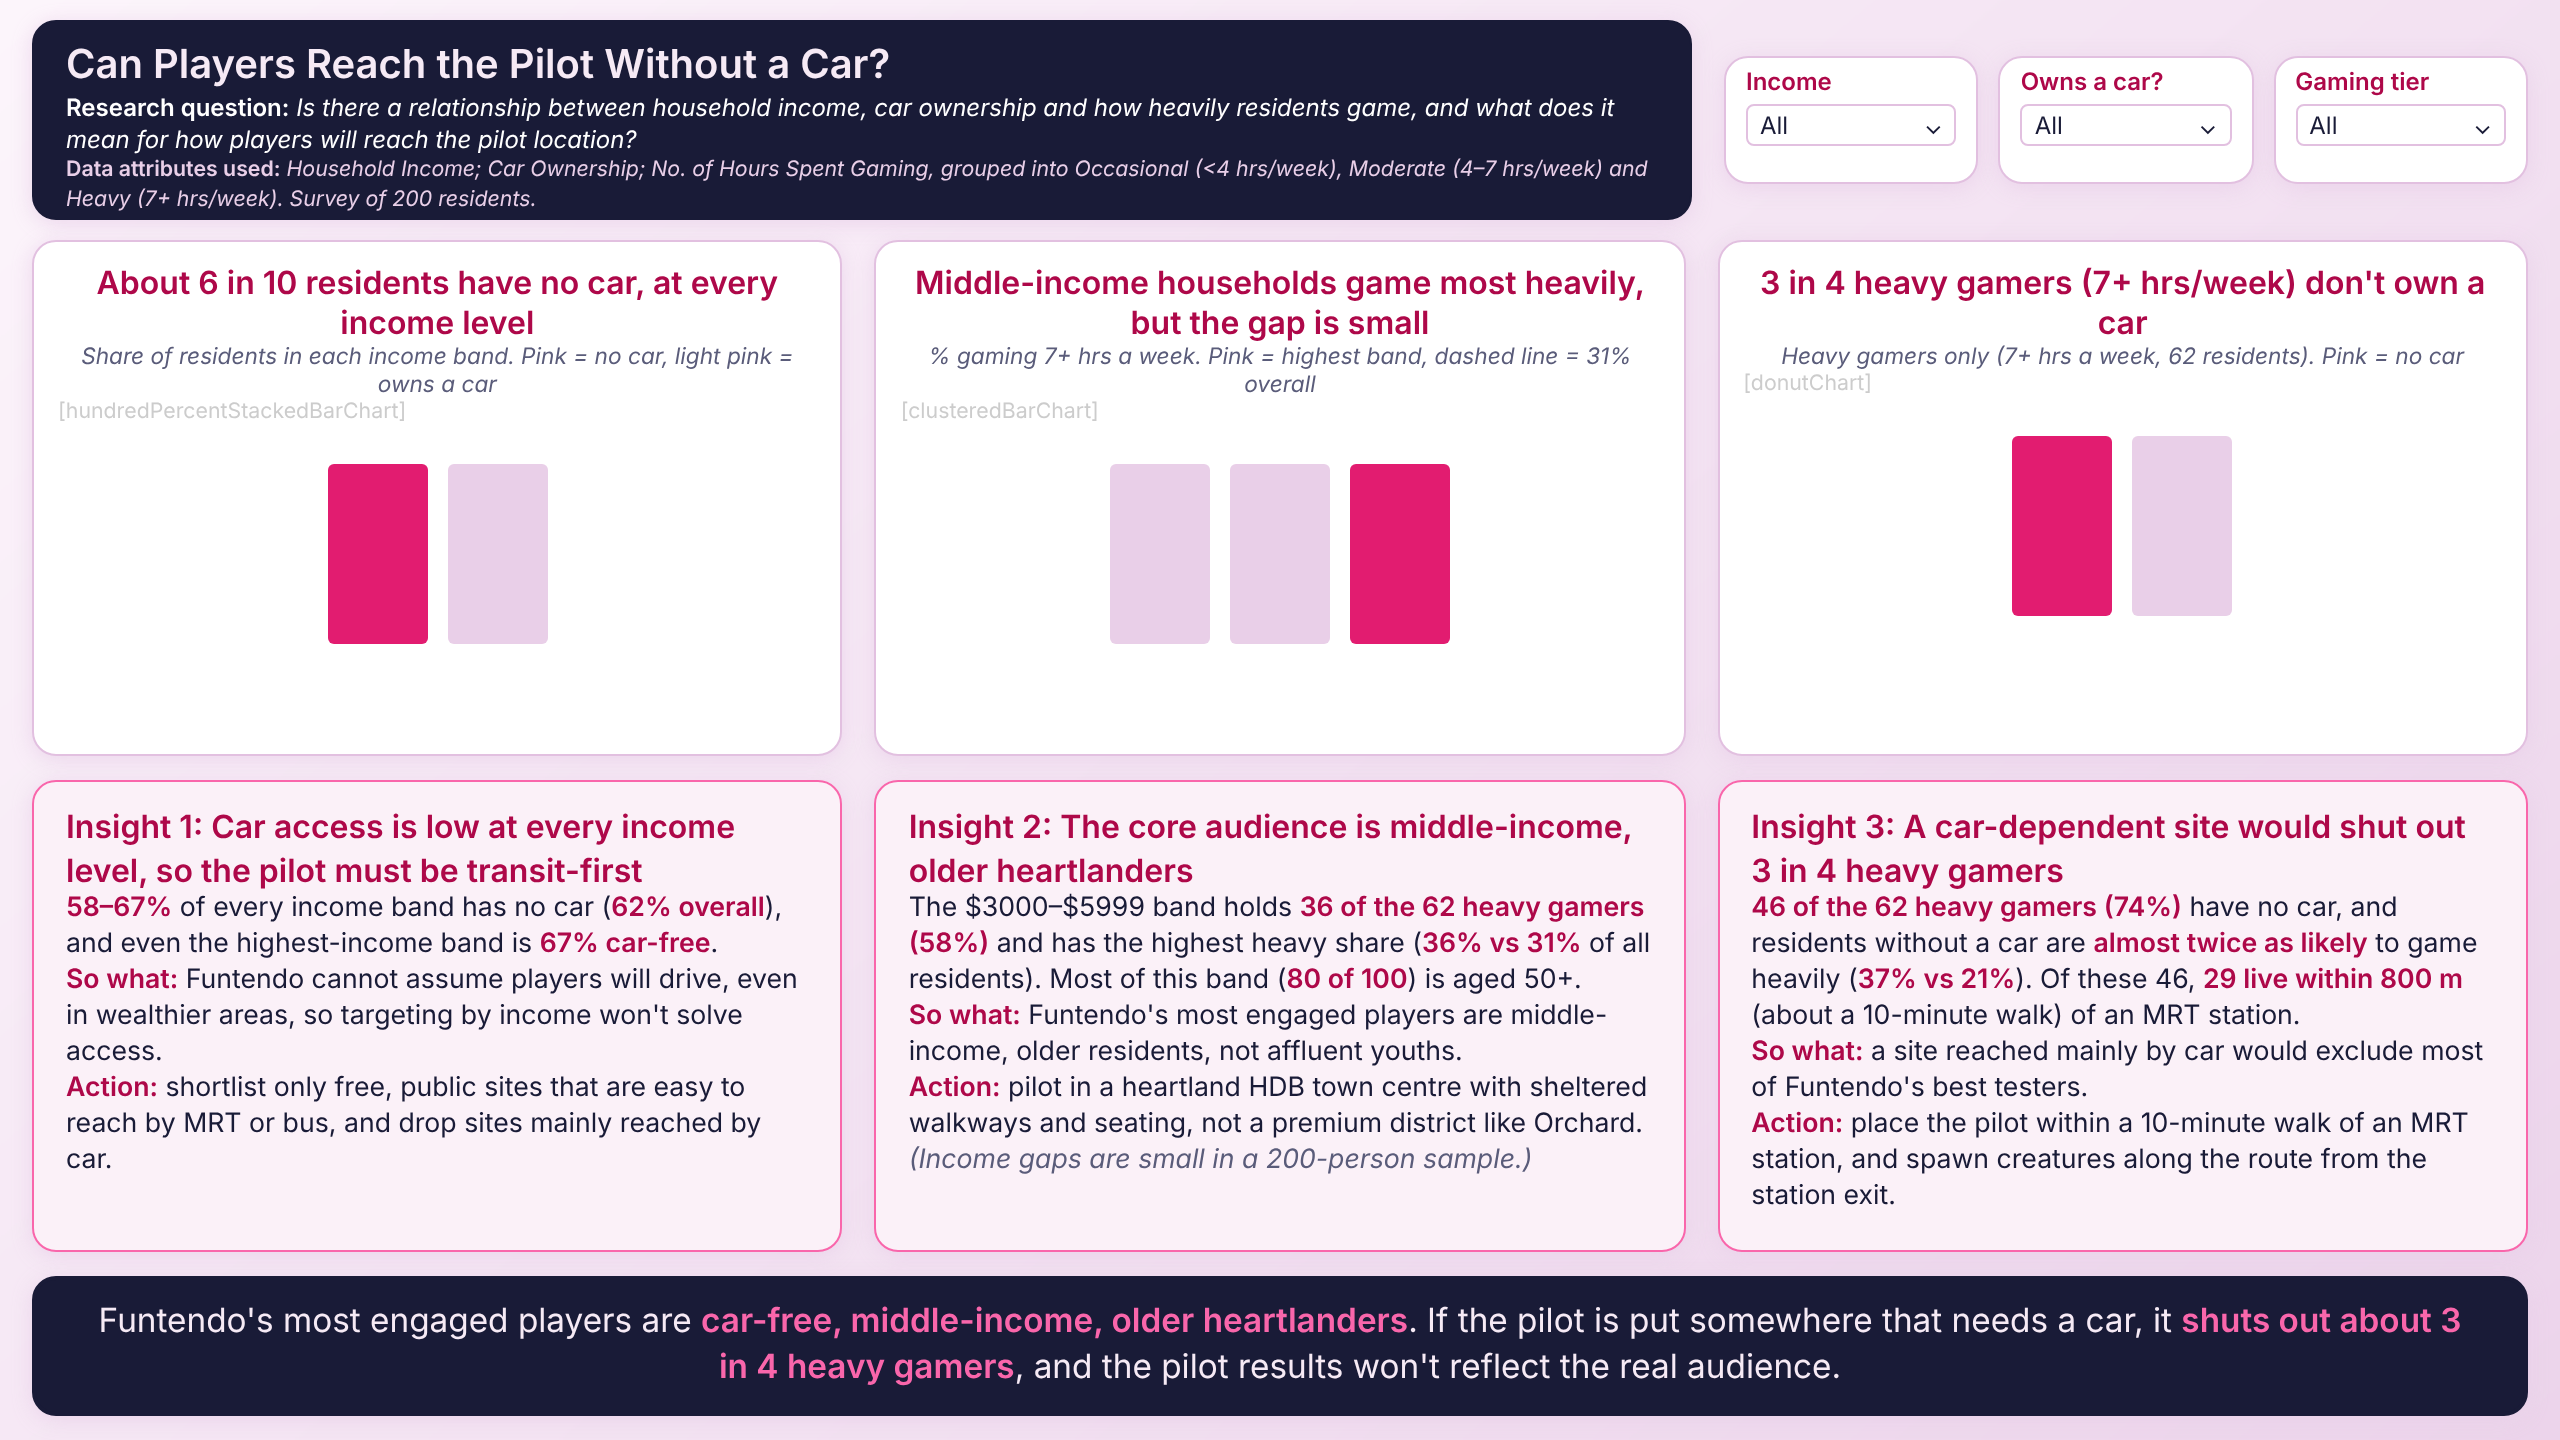 Can Players Reach the Pilot Without a Car?
Research question: Is there a relationship between household income, car ownership and how heavily residents game, and what does it
mean for how players will reach the pilot location?
Data attributes used: Household Income; Car Ownership; No. of Hours Spent Gaming, grouped into Occasional (<4 hrs/week), Moderate (4–7 hrs/week) and
Heavy (7+ hrs/week). Survey of 200 residents.
Income
All
Owns a car?
All
Gaming tier
All
About 6 in 10 residents have no car, at every
income level
Share of residents in each income band. Pink = no car, light pink =
owns a car
[hundredPercentStackedBarChart]
Middle-income households game most heavily,
but the gap is small
% gaming 7+ hrs a week. Pink = highest band, dashed line = 31%
overall
[clusteredBarChart]
3 in 4 heavy gamers (7+ hrs/week) don't own a
car
Heavy gamers only (7+ hrs a week, 62 residents). Pink = no car
[donutChart]
Insight 1: Car access is low at every income
level, so the pilot must be transit-first
58–67% of every income band has no car (62% overall),
and even the highest-income band is 67% car-free.
So what: Funtendo cannot assume players will drive, even
in wealthier areas, so targeting by income won't solve
access.
Action: shortlist only free, public sites that are easy to
reach by MRT or bus, and drop sites mainly reached by
car.
Insight 2: The core audience is middle-income,
older heartlanders
The $3000–$5999 band holds 36 of the 62 heavy gamers
(58%) and has the highest heavy share (36% vs 31% of all
residents). Most of this band (80 of 100) is aged 50+.
So what: Funtendo's most engaged players are middle-
income, older residents, not affluent youths.
Action: pilot in a heartland HDB town centre with sheltered
walkways and seating, not a premium district like Orchard.
(Income gaps are small in a 200-person sample.)
Insight 3: A car-dependent site would shut out
3 in 4 heavy gamers
46 of the 62 heavy gamers (74%) have no car, and
residents without a car are almost twice as likely to game
heavily (37% vs 21%). Of these 46, 29 live within 800 m
(about a 10-minute walk) of an MRT station.
So what: a site reached mainly by car would exclude most
of Funtendo's best testers.
Action: place the pilot within a 10-minute walk of an MRT
station, and spawn creatures along the route from the
station exit.
Funtendo's most engaged players are car-free, middle-income, older heartlanders. If the pilot is put somewhere that needs a car, it shuts out about 3
in 4 heavy gamers, and the pilot results won't reflect the real audience.